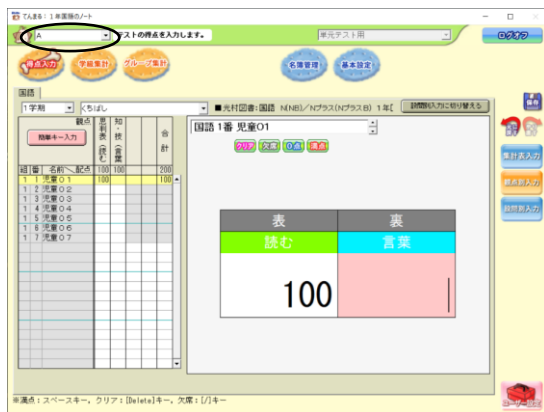 てんまる：1年国語のノート
A
テストの得点を入力します。
単元テスト用
ログオフ
得点入力
学級集計
グループ集計
名簿管理
基本設定
国語
1学期
くちばし
■光村図書:国語 N(NB)／Nプラス(NプラスB) 1年[
設問別入力に切り替える
保存
観点
簡単キー入力
思判表（読む
知・技（言葉
合計
国語 1番 児童01
クリア
欠席
0点
満点
集計表入力
観点別入力
設問別入力
組 番 名前＼配点 100 100 200
1 1 児童01 100 100
1 2 児童02
1 3 児童03
1 4 児童04
1 5 児童05
1 6 児童06
1 7 児童07
表 裏
読む 言葉
100
※満点：スペースキー, クリア：[Delete]キー, 欠席：[/]キー